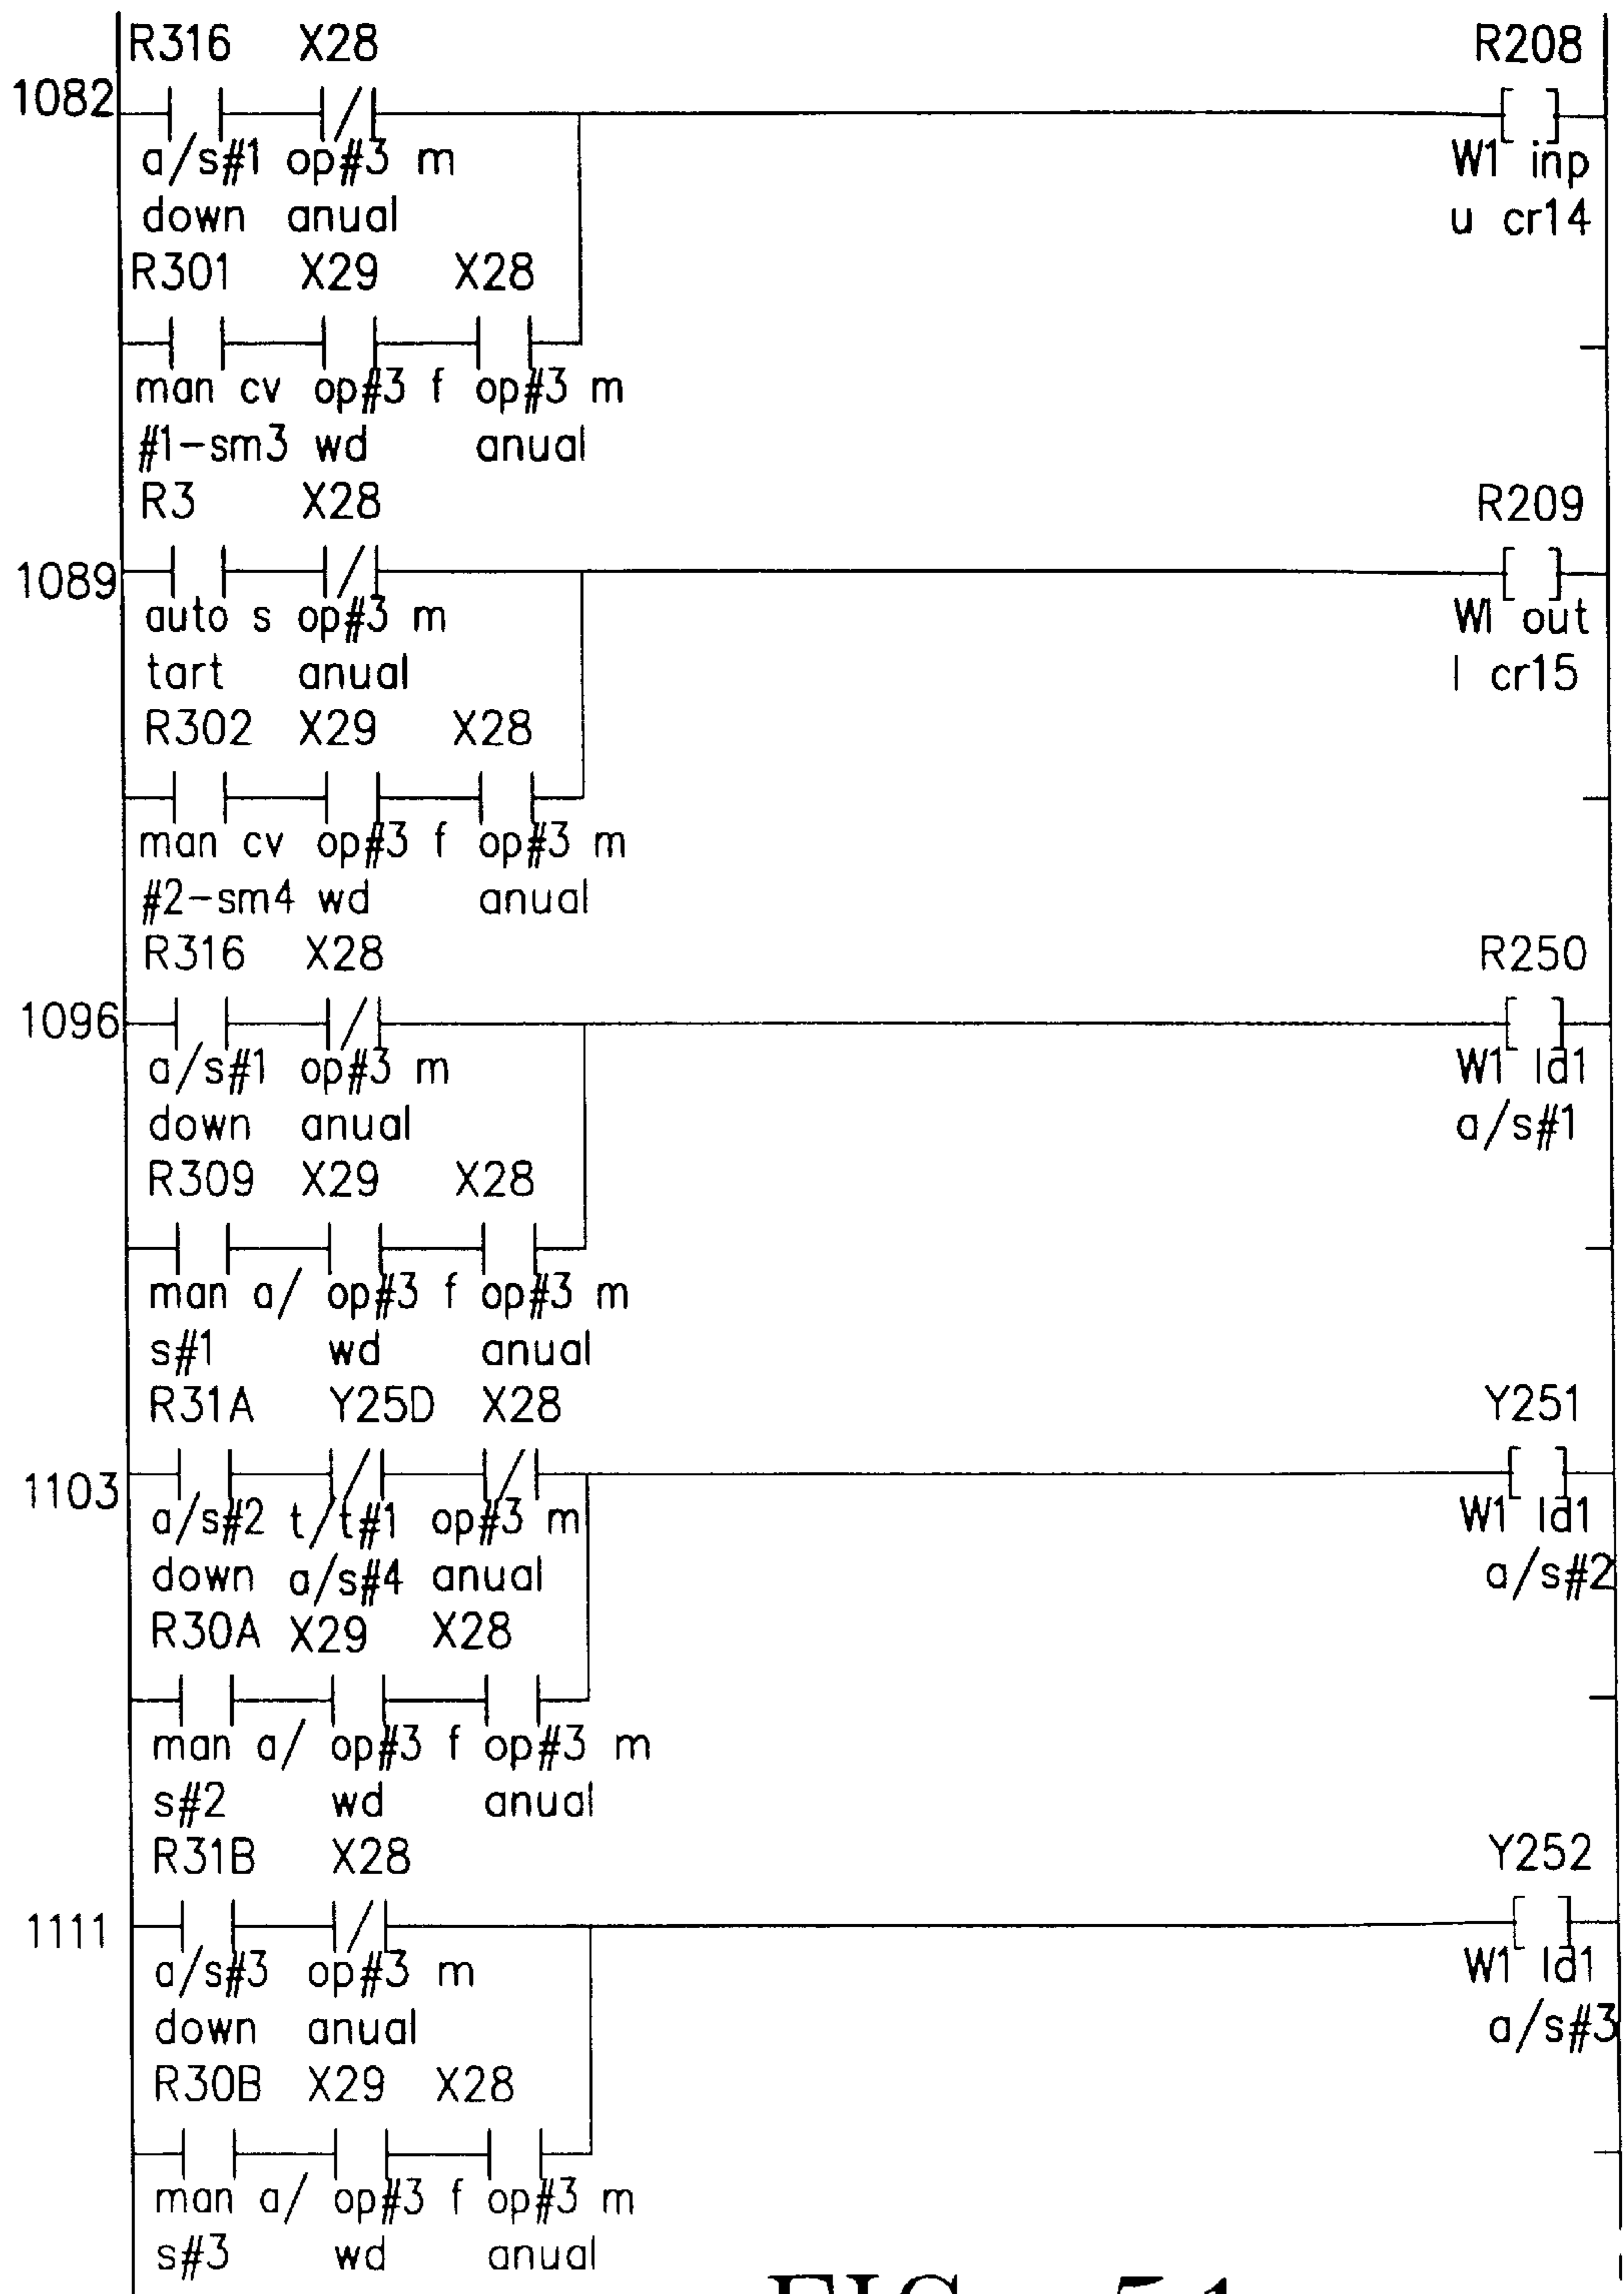 R316 X28 R208
1082
a/s#1 op#3 m W1 inp
down anual u cr14
R301 X29 X28
man cv op#3 f op#3 m
#1-sm3 wd anual
R3 X28 R209
1089
auto s op#3 m W1 out
tart anual l cr15
R302 X29 X28
man cv op#3 f op#3 m
#2-sm4 wd anual
R316 X28 R250
1096
a/s#1 op#3 m W1 ld1
down anual a/s#1
R309 X29 X28
man a/ op#3 f op#3 m
s#1 wd anual
R31A Y25D X28 Y251
1103
a/s#2 t/t#1 op#3 m W1 ld1
down a/s#4 anual a/s#2
R30A X29 X28
man a/ op#3 f op#3 m
s#2 wd anual
R31B X28 Y252
1111
a/s#3 op#3 m W1 ld1
down anual a/s#3
R30B X29 X28
man a/ op#3 f op#3 m
s#3 wd anual